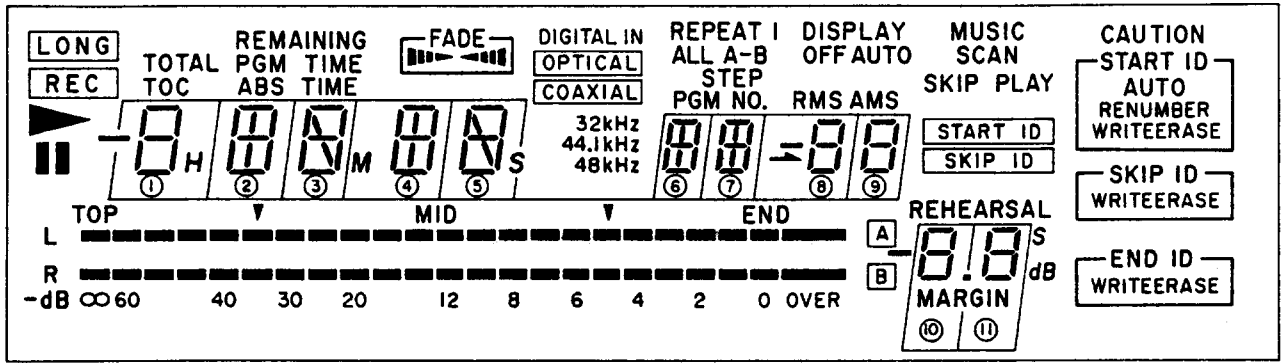 LONG
REC
TOTAL
TOC
REMAINING
PGM TIME
ABS TIME
FADE
DIGITAL IN
OPTICAL
COAXIAL
32kHz
44.1kHz
48kHz
REPEAT 1
ALL A-B
STEP
PGM NO.
DISPLAY
OFF AUTO
RMS AMS
MUSIC
SCAN
SKIP PLAY
START ID
SKIP ID
CAUTION
START ID
AUTO
RENUMBER
WRITEERASE
SKIP ID
WRITEERASE
END ID
WRITEERASE
H M S
① ② ③ ④ ⑤ ⑥ ⑦ ⑧ ⑨
TOP MID END
L
R
-dB ∞ 60 40 30 20 12 8 6 4 2 0 OVER
A
B
REHEARSAL
8.8 S
dB
MARGIN
⑩ ⑪